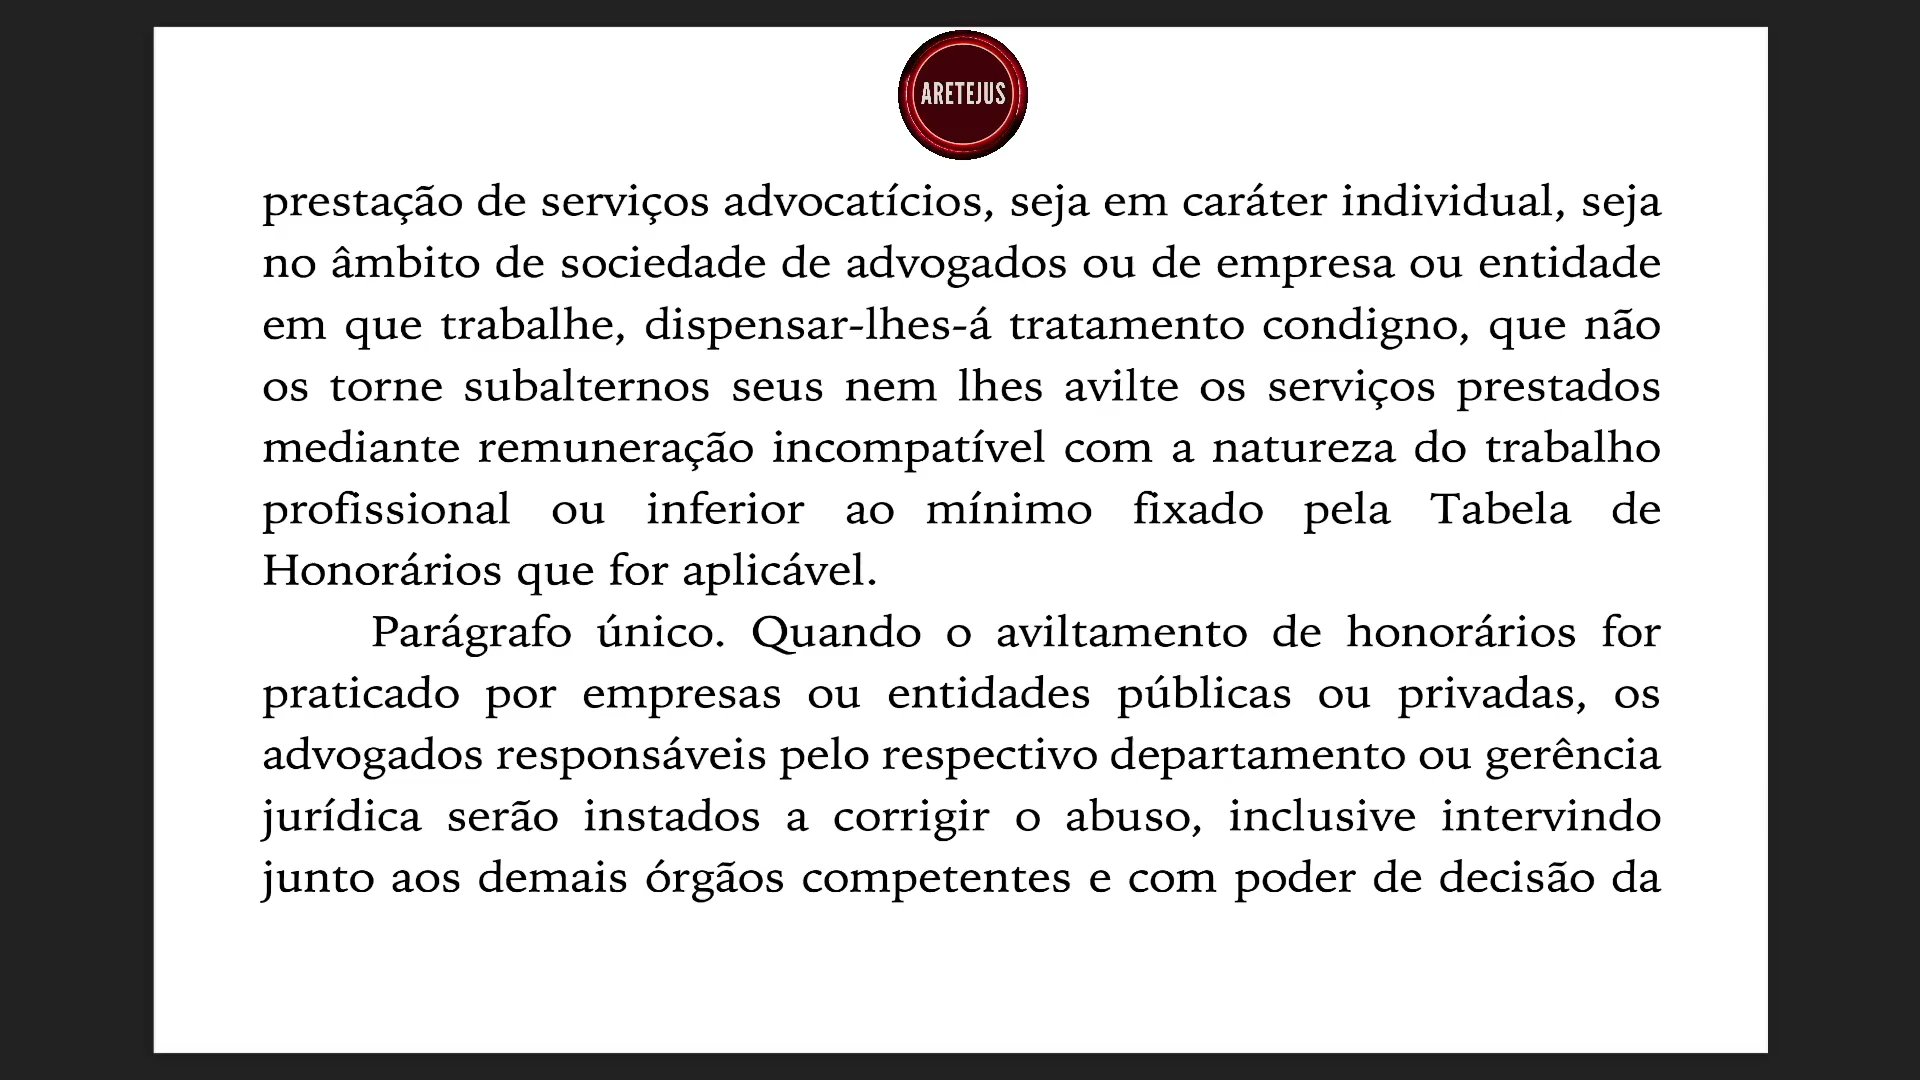 ARETEJUS
prestação de serviços advocatícios, seja em caráter individual, seja
no âmbito de sociedade de advogados ou de empresa ou entidade
em que trabalhe, dispensar-lhes-á tratamento condigno, que não
os torne subalternos seus nem lhes avilte os serviços prestados
mediante remuneração incompatível com a natureza do trabalho
profissional ou inferior ao mínimo fixado pela Tabela de
Honorários que for aplicável.
Parágrafo único. Quando o aviltamento de honorários for
praticado por empresas ou entidades públicas ou privadas, os
advogados responsáveis pelo respectivo departamento ou gerência
jurídica serão instados a corrigir o abuso, inclusive intervindo
junto aos demais órgãos competentes e com poder de decisão da